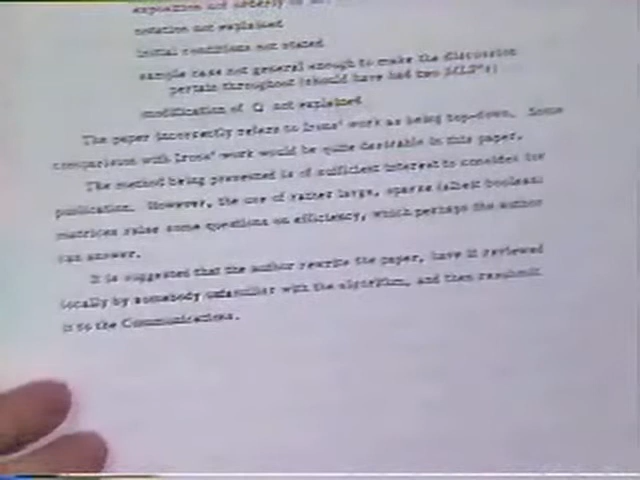 exposition not orderly or
notation not explained
initial conditions not stated
sample case not general enough to make the discussion
pertain throughout (should have had two
modification of Q not explained
The paper incorrectly refers to Irons' work as being top-down. Some
comparison with Irons' work would be quite desirable in this paper.
The method being presented is of sufficient interest to consider for
publication. However, the use of rather large, sparse (albeit boolean)
matrices raise some questions on efficiency, which perhaps the author
can answer.
It is suggested that the author rewrite the paper, have it reviewed
locally by somebody unfamiliar with the algorithm, and then resubmit
it to the Communications.